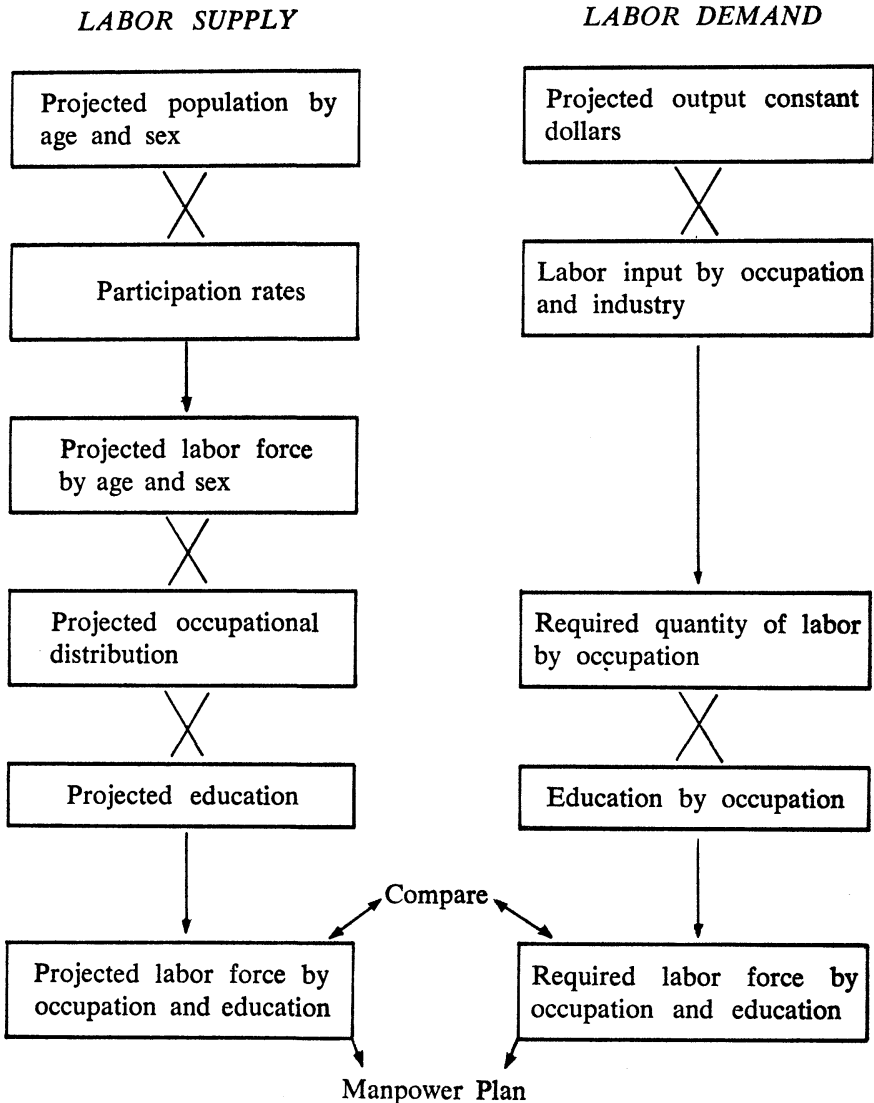 LABOR SUPPLY
Projected population by
age and sex
Participation rates
Projected labor force
by age and sex
Projected occupational
distribution
Projected education
Projected labor force by
occupation and education
LABOR DEMAND
Projected output constant
dollars
Labor input by occupation
and industry
Required quantity of labor
by occupation
Education by occupation
Required labor force by
occupation and education
Compare
Manpower Plan